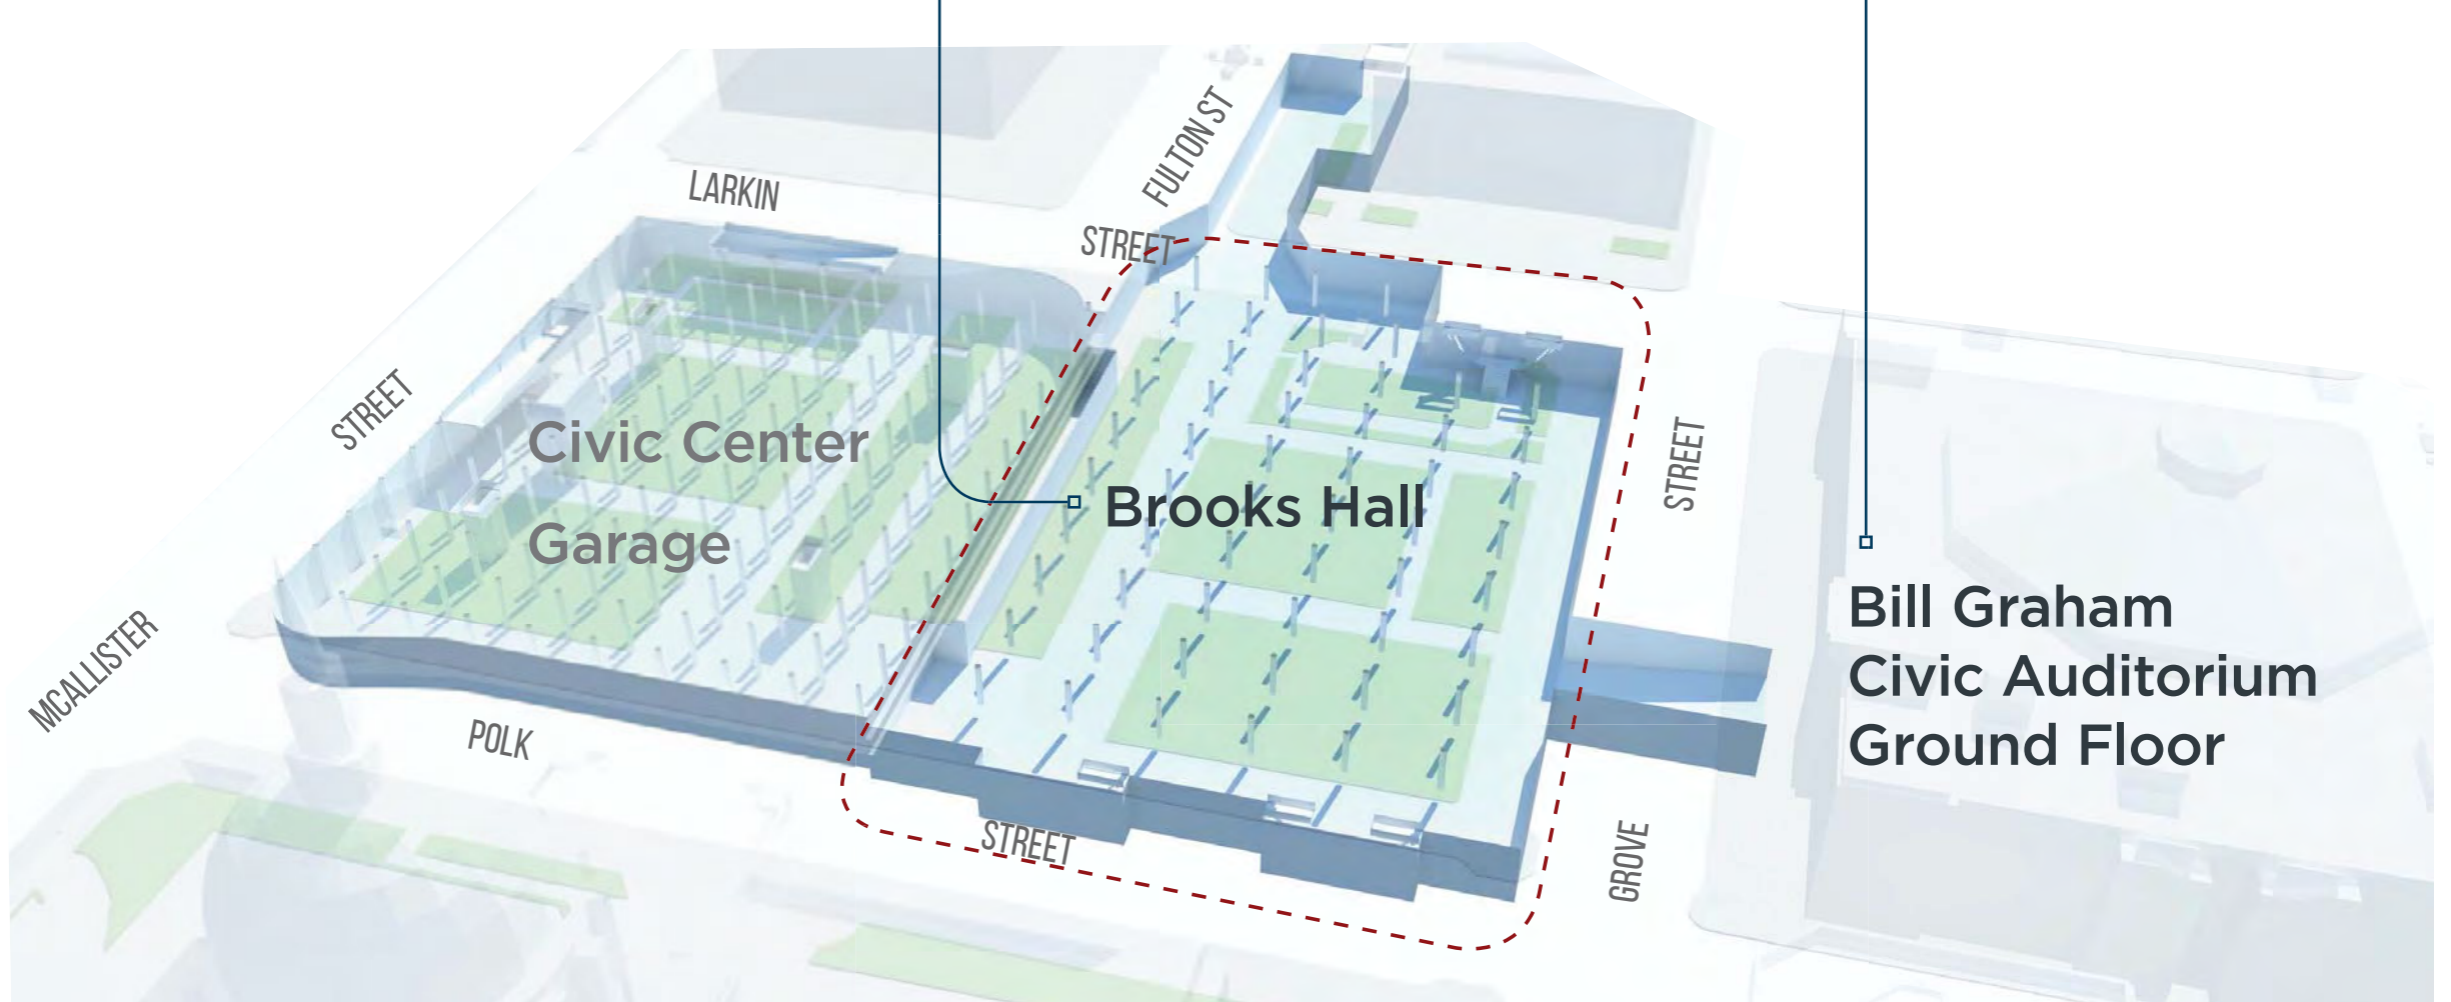 FULTON ST
LARKIN
STREET
STREET
Civic Center
Garage
Brooks Hall
STREET
Bill Graham
Civic Auditorium
Ground Floor
MCALLISTER
POLK
STREET
GROVE